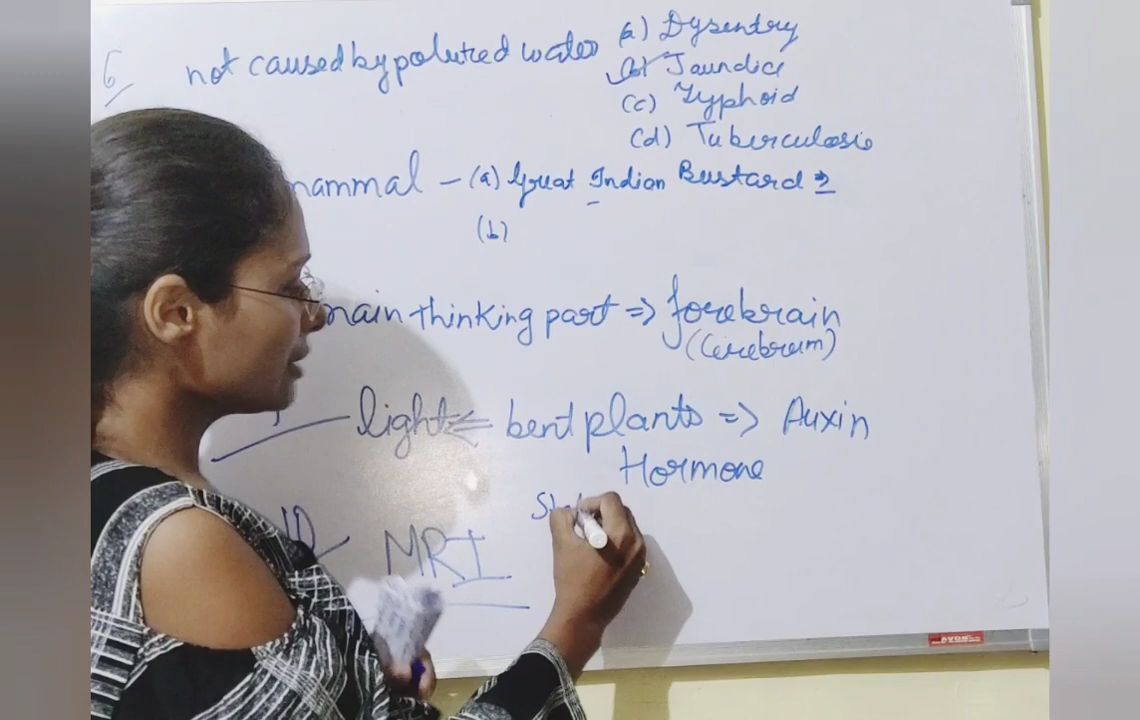 6 not caused by poluted water (a) Dysentry
(b) Jaundice
(c) Typhoid
(d) Tuberculosis
mammal - (a) Great Indian Bustard ⇒
(b)
main thinking part ⇒ forebrain
(Cerebrum)
light ⇐ bent plants ⇒ Auxin
Hormone
10 MRI